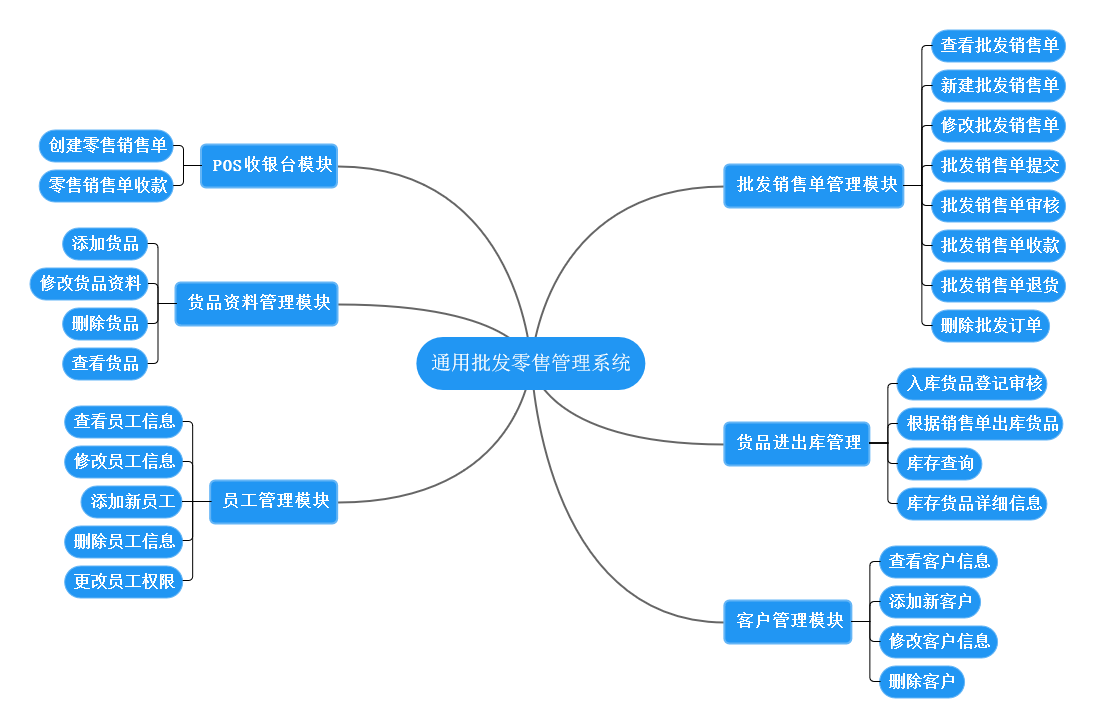 通用批发零售管理系统
POS收银台模块
创建零售销售单
零售销售单收款
货品资料管理模块
添加货品
修改货品资料
删除货品
查看货品
员工管理模块
查看员工信息
修改员工信息
添加新员工
删除员工信息
更改员工权限
批发销售单管理模块
查看批发销售单
新建批发销售单
修改批发销售单
批发销售单提交
批发销售单审核
批发销售单收款
批发销售单退货
删除批发订单
货品进出库管理
入库货品登记审核
根据销售单出库货品
库存查询
库存货品详细信息
客户管理模块
查看客户信息
添加新客户
修改客户信息
删除客户